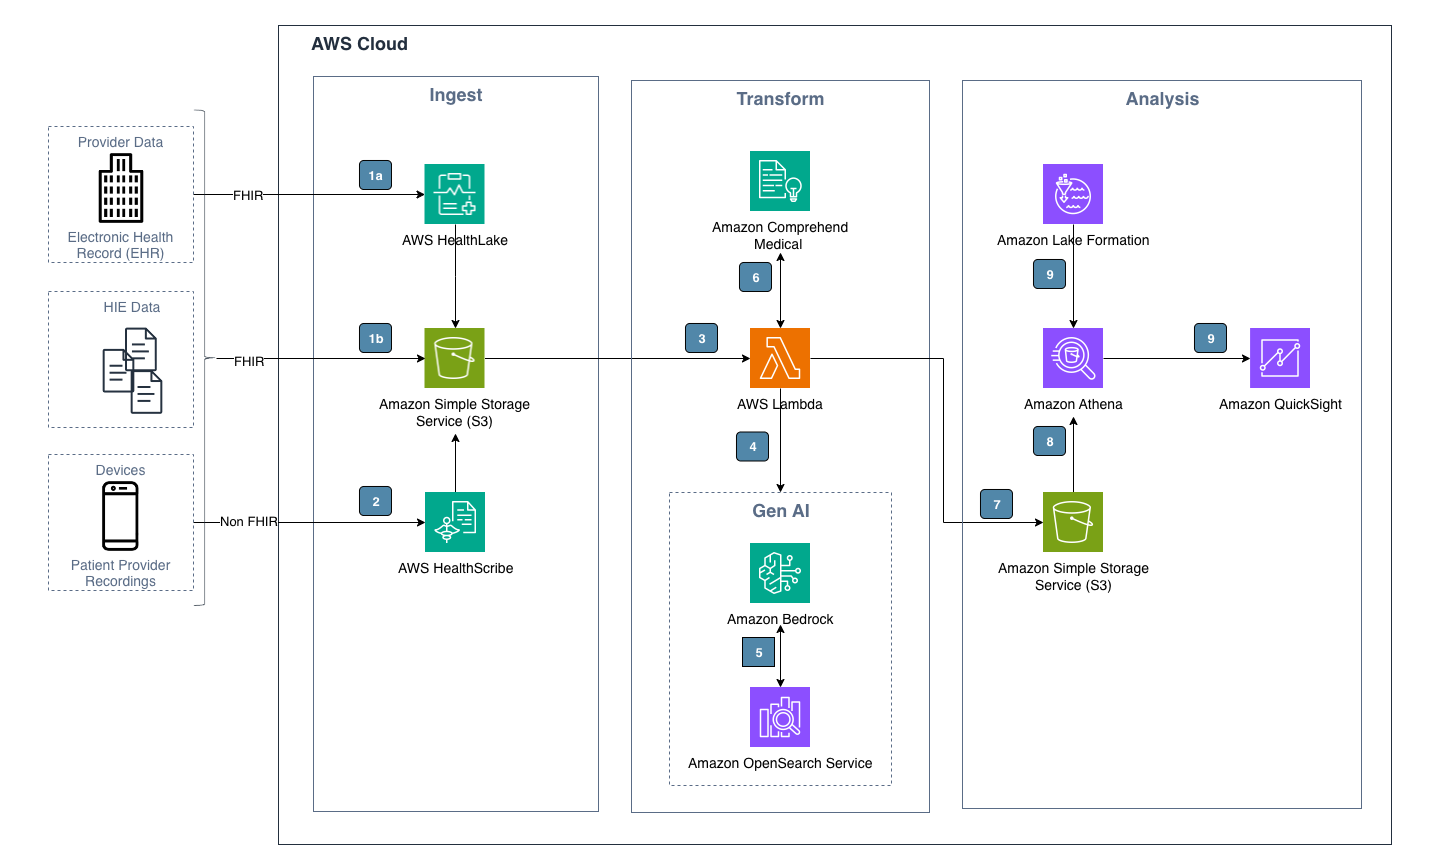 AWS Cloud
Ingest
Transform
Analysis
Provider Data
Electronic Health
Record (EHR)
HIE Data
Devices
Patient Provider
Recordings
FHIR
FHIR
Non FHIR
1a
AWS HealthLake
1b
Amazon Simple Storage
Service (S3)
2
AWS HealthScribe
Amazon Comprehend
Medical
6
3
AWS Lambda
4
Gen AI
Amazon Bedrock
5
Amazon OpenSearch Service
Amazon Lake Formation
9
9
Amazon Athena
Amazon QuickSight
8
7
Amazon Simple Storage
Service (S3)